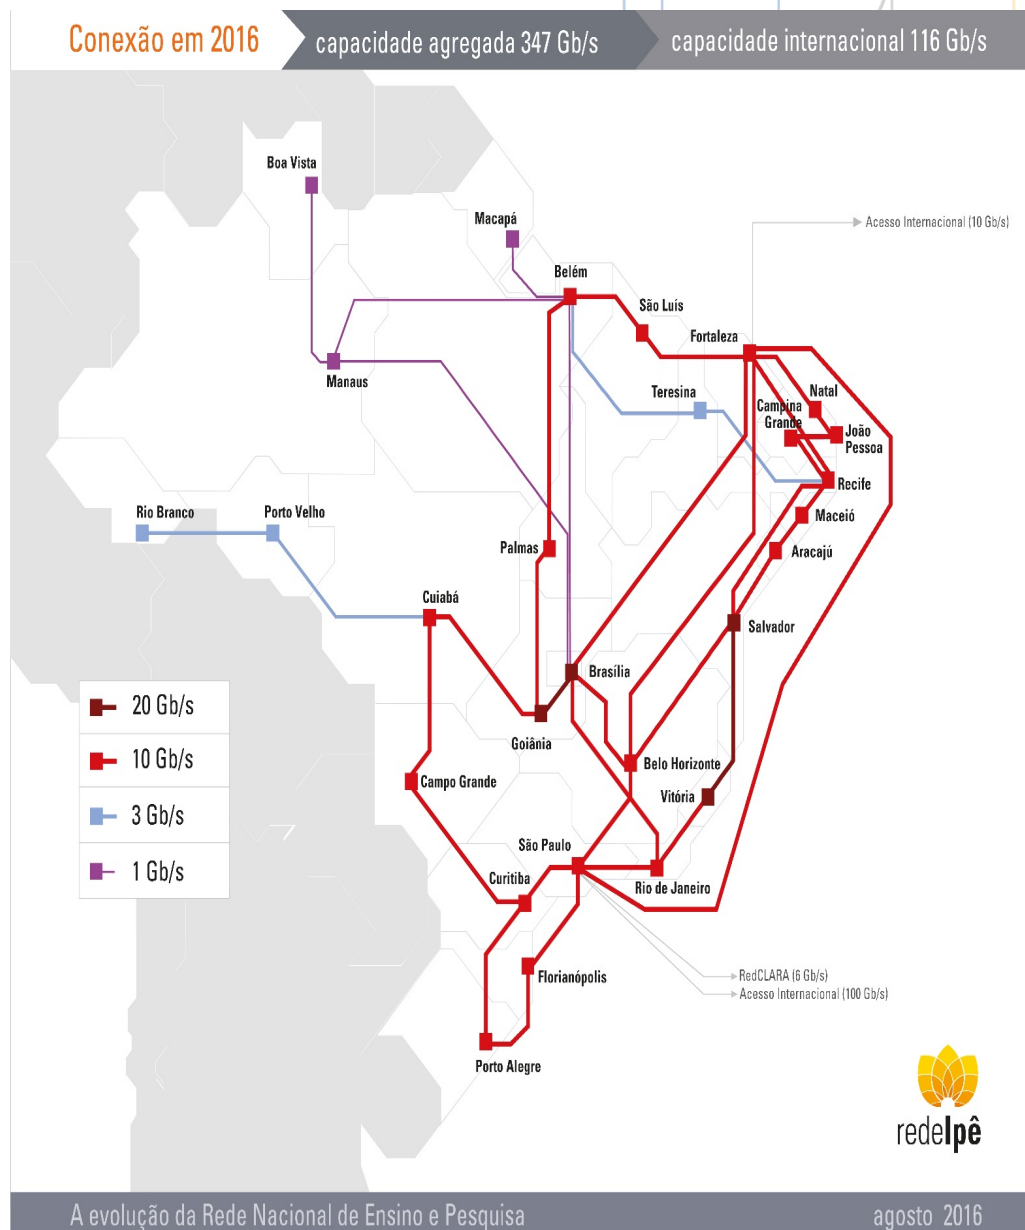 Conexão em 2016
capacidade agregada 347 Gb/s
capacidade internacional 116 Gb/s
Boa Vista
Macapá
Acesso Internacional (10 Gb/s)
Belém
São Luís
Fortaleza
Manaus
Teresina
Natal
Campina
Grande
João
Pessoa
Recife
Rio Branco
Porto Velho
Maceió
Palmas
Aracajú
Cuiabá
Salvador
Brasília
20 Gb/s
Goiânia
10 Gb/s
Belo Horizonte
Campo Grande
Vitória
3 Gb/s
São Paulo
1 Gb/s
Curitiba
Rio de Janeiro
RedCLARA (6 Gb/s)
Florianópolis
Acesso Internacional (100 Gb/s)
Porto Alegre
redeIpê
A evolução da Rede Nacional de Ensino e Pesquisa
agosto 2016